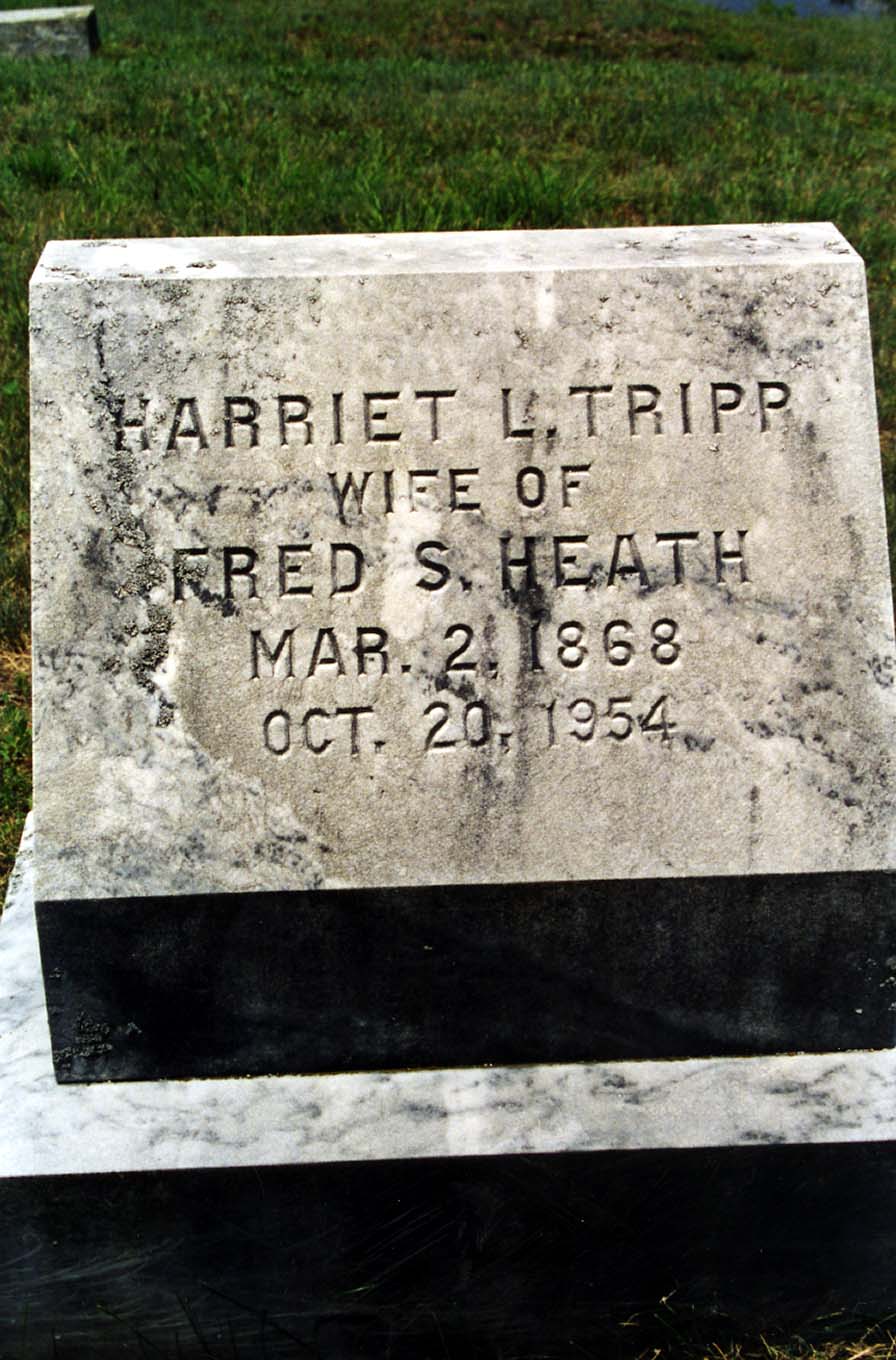 HARRIET L. TRIPP
WIFE OF
FRED S. HEATH
MAR. 2, 1868
OCT. 20, 1954